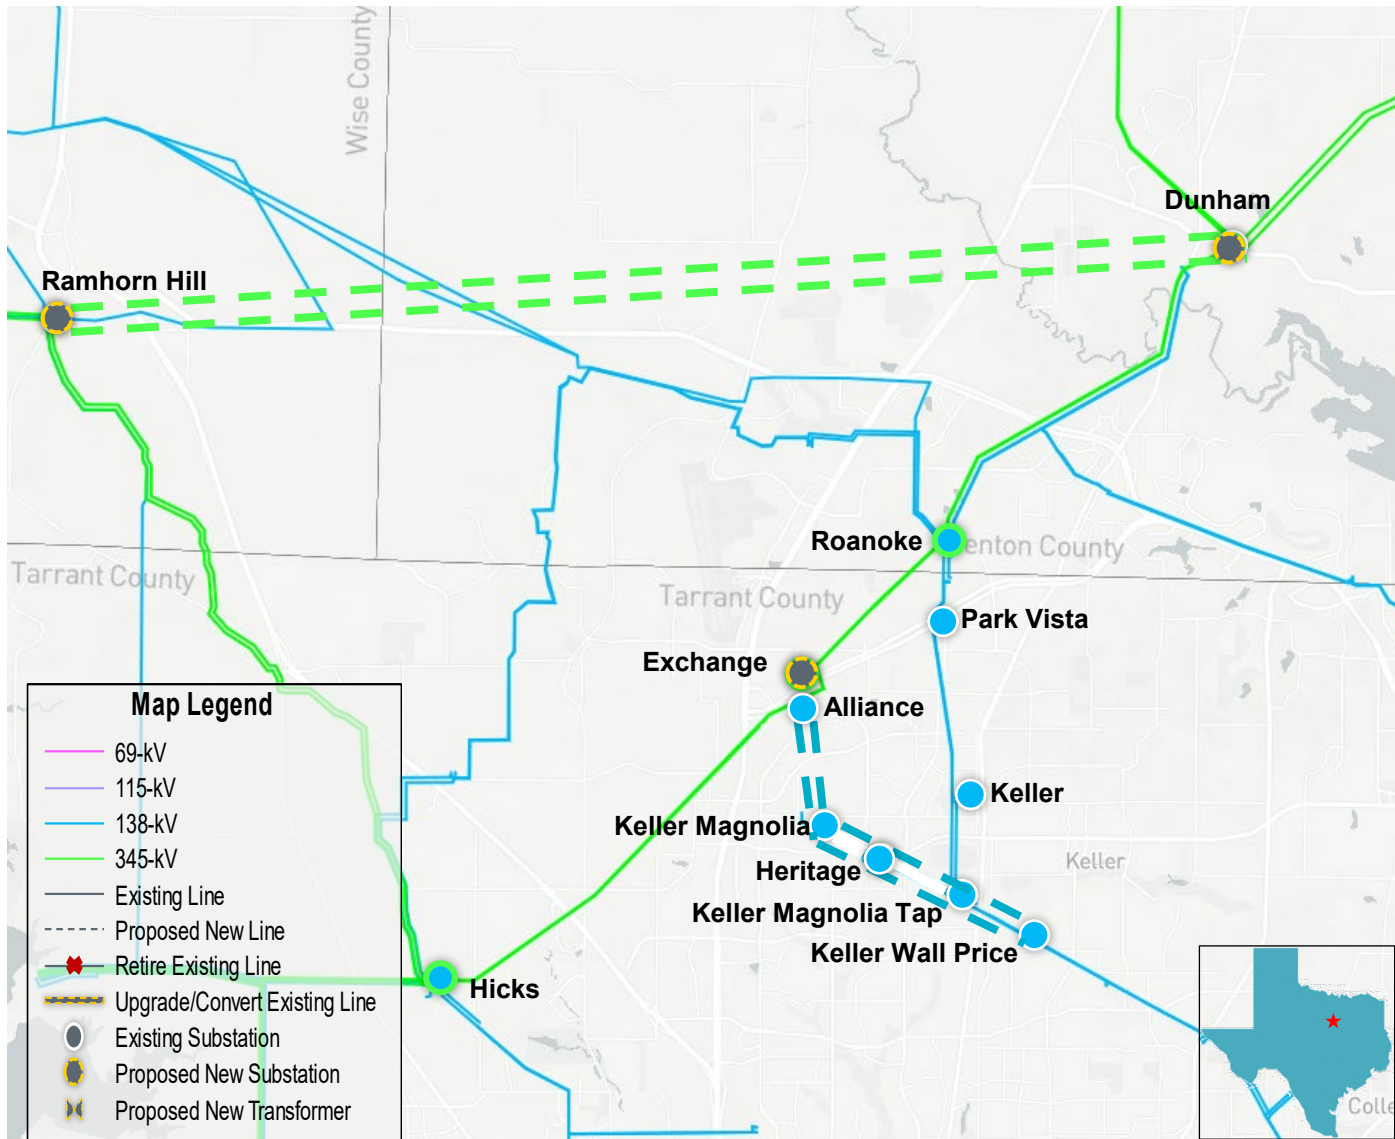 Wise County
Dunham
Ramhorn Hill
Roanoke
enton County
Tarrant County
Tarrant County
Park Vista
Exchange
Alliance
Keller
Keller Magnolia
Keller
Heritage
Keller Magnolia Tap
Keller Wall Price
Hicks
Map Legend
69-kV
115-kV
138-kV
345-kV
Existing Line
Proposed New Line
Retire Existing Line
Upgrade/Convert Existing Line
Existing Substation
Proposed New Substation
Proposed New Transformer
Colle